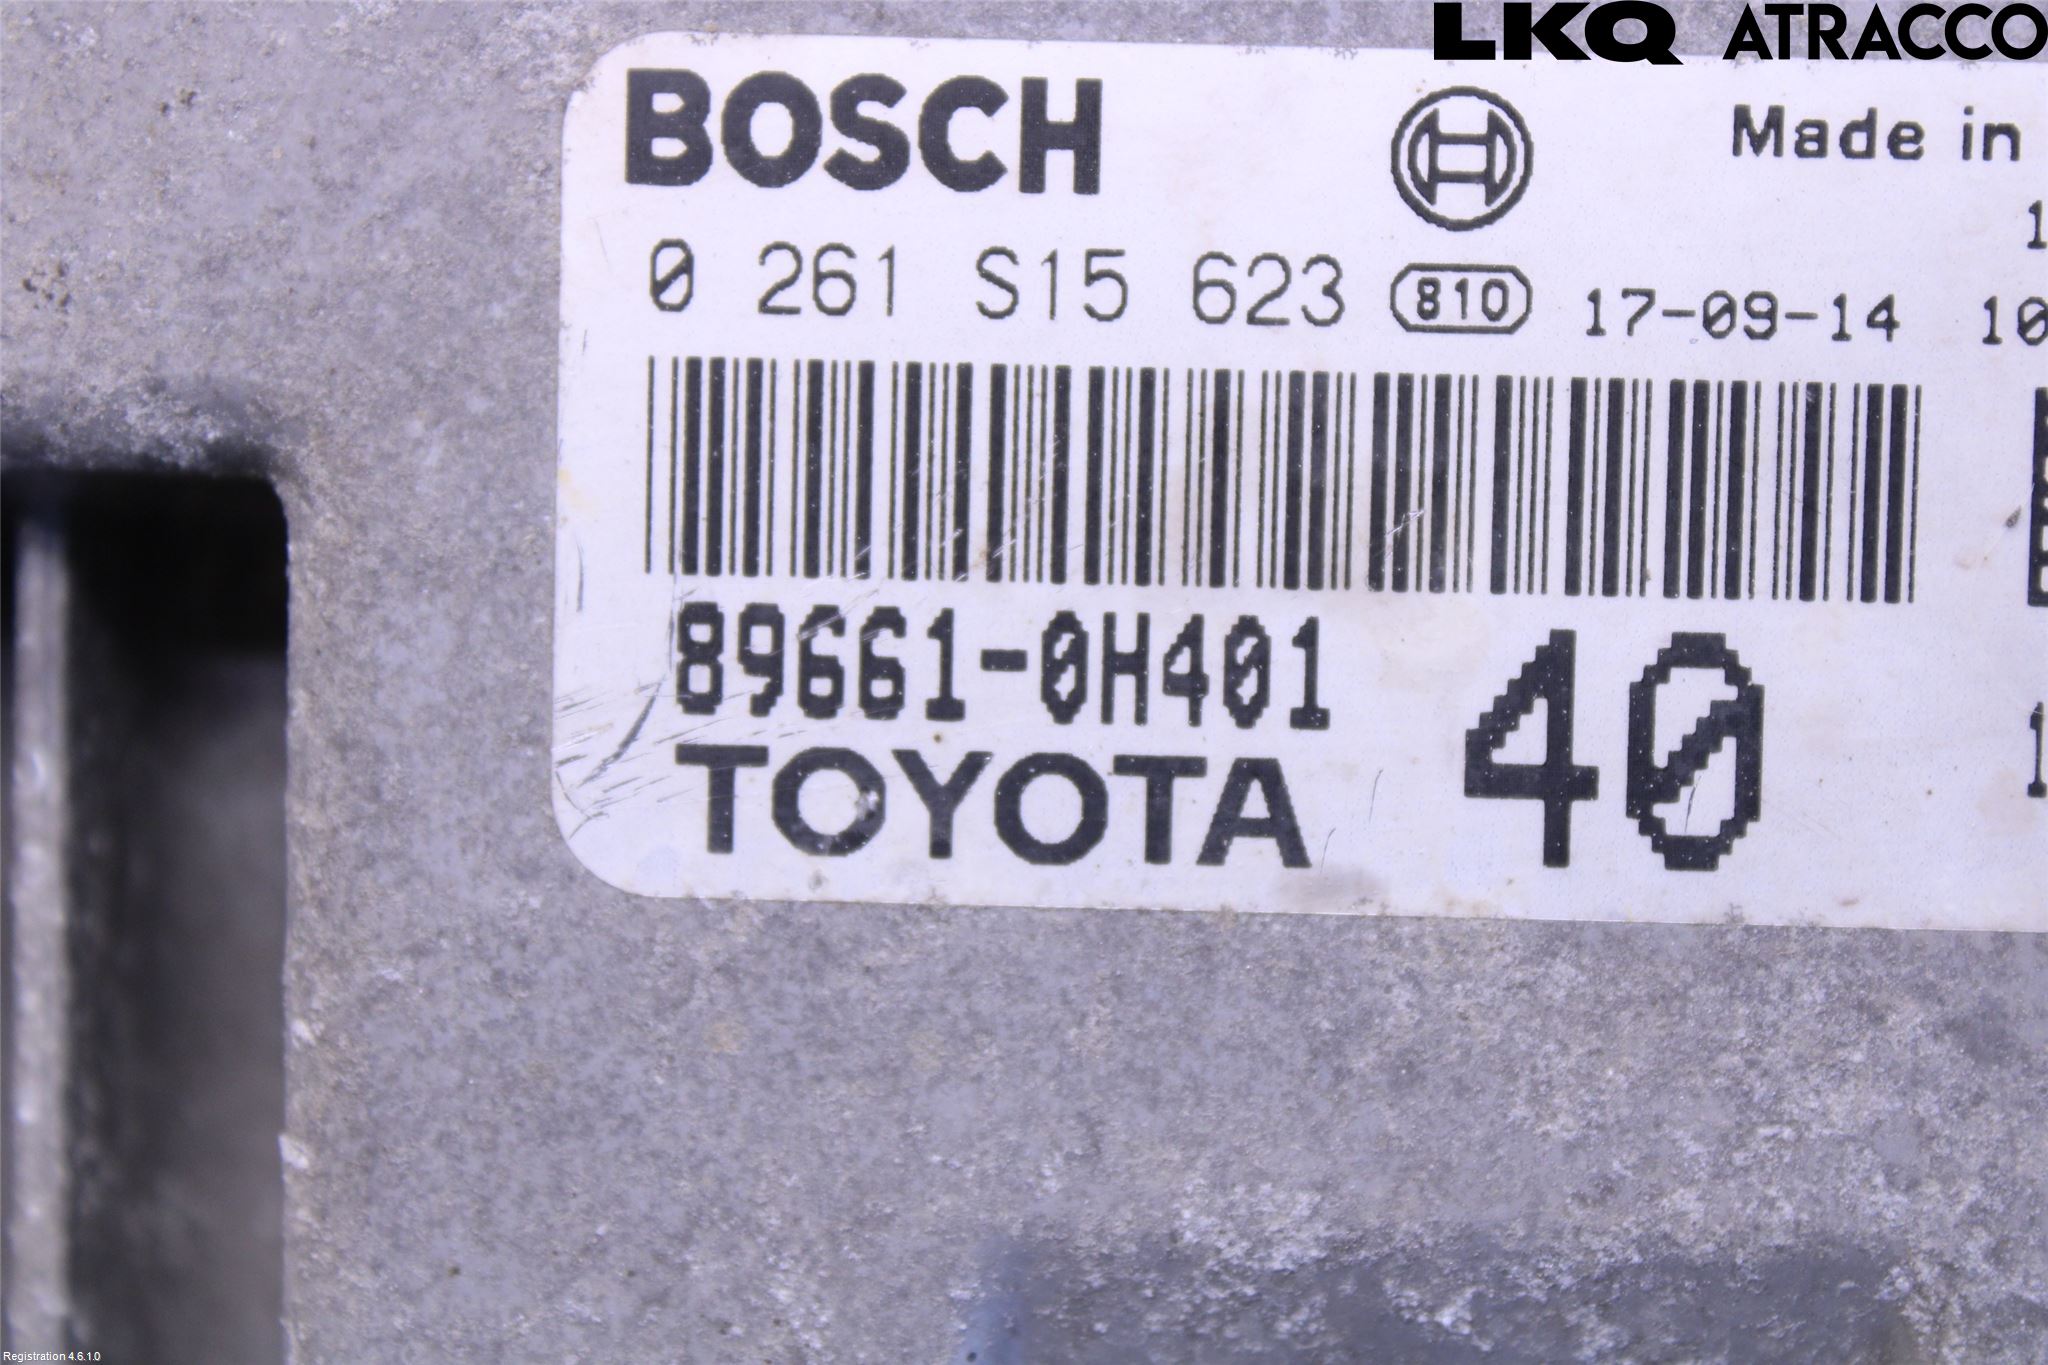 LKQ ATRACCO
BOSCH
Made in
0 261 S15 623 810 17-09-14 10
89661-0H401
40
TOYOTA
Registration 4.6.1.0